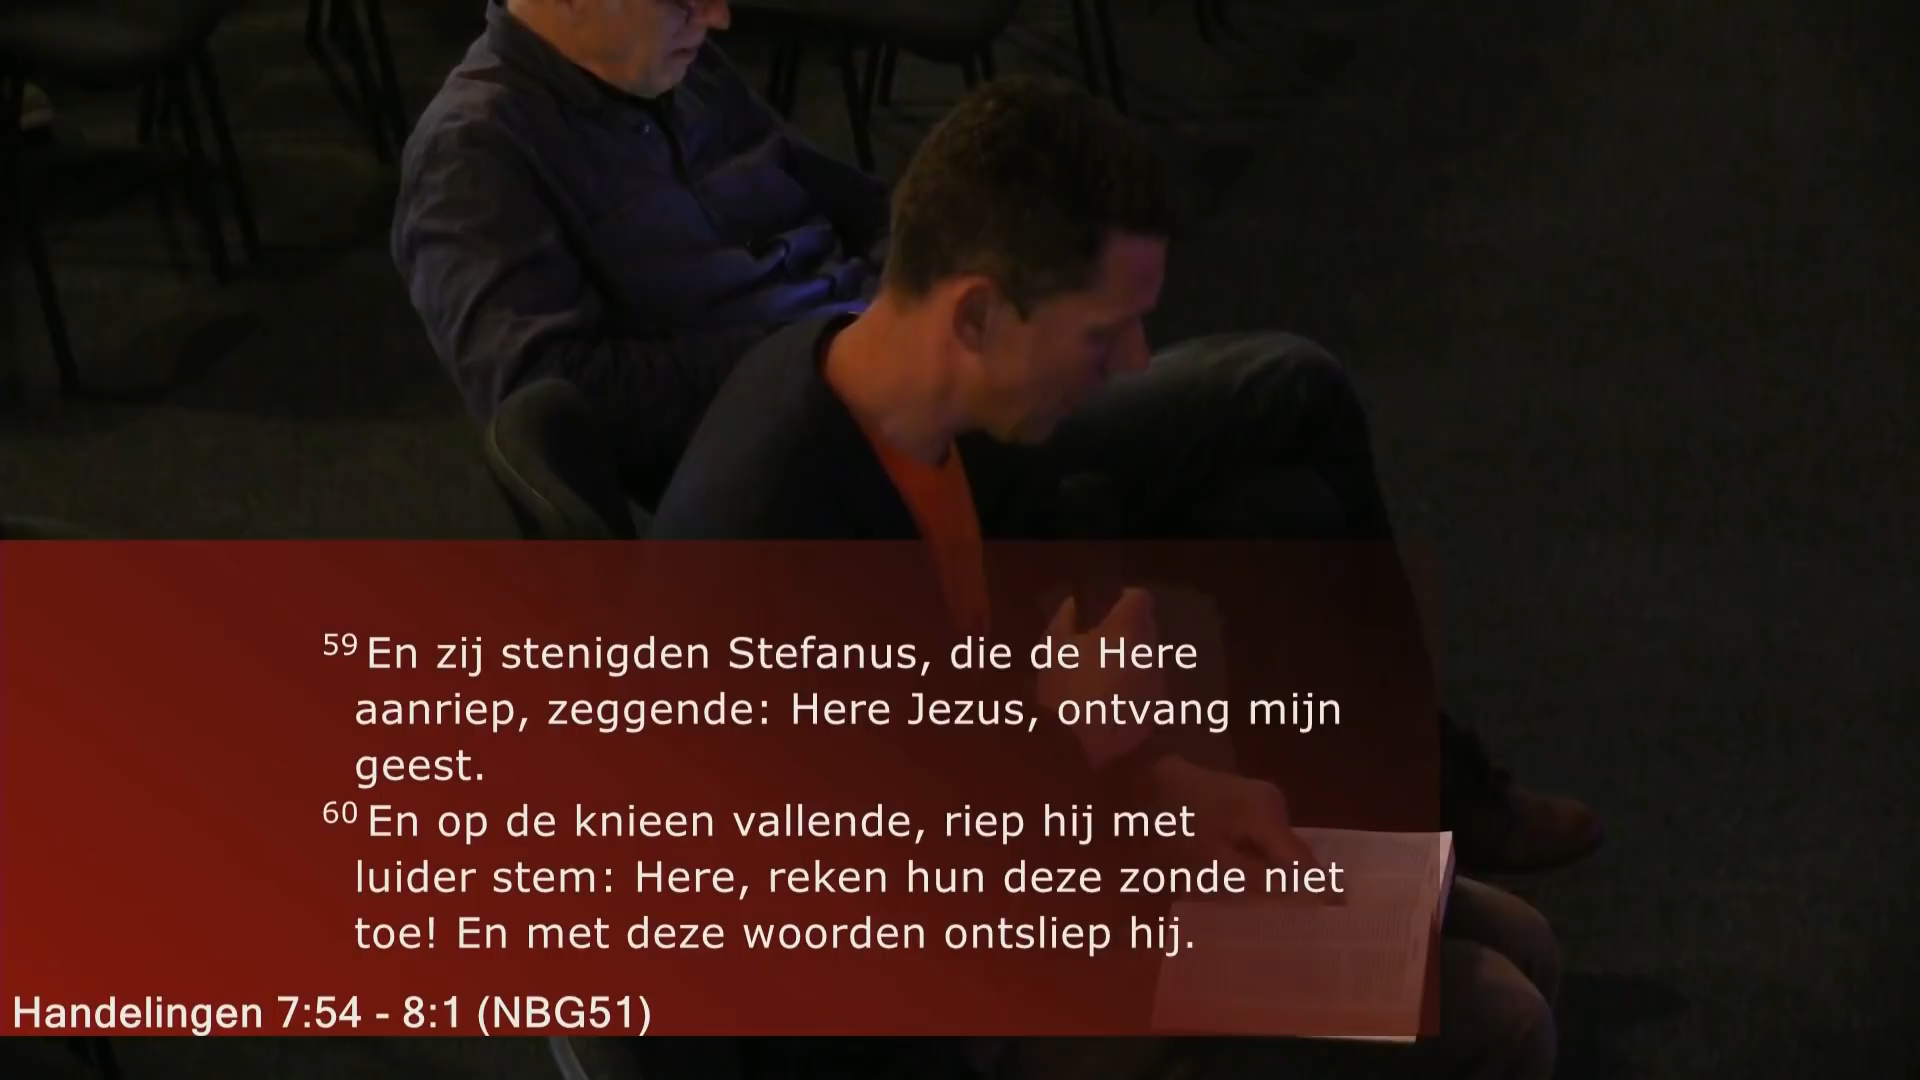 59 En zij stenigden Stefanus, die de Here
aanriep, zeggende: Here Jezus, ontvang mijn
geest.
60 En op de knieen vallende, riep hij met
luider stem: Here, reken hun deze zonde niet
toe! En met deze woorden ontsliep hij.
Handelingen 7:54 - 8:1 (NBG51)